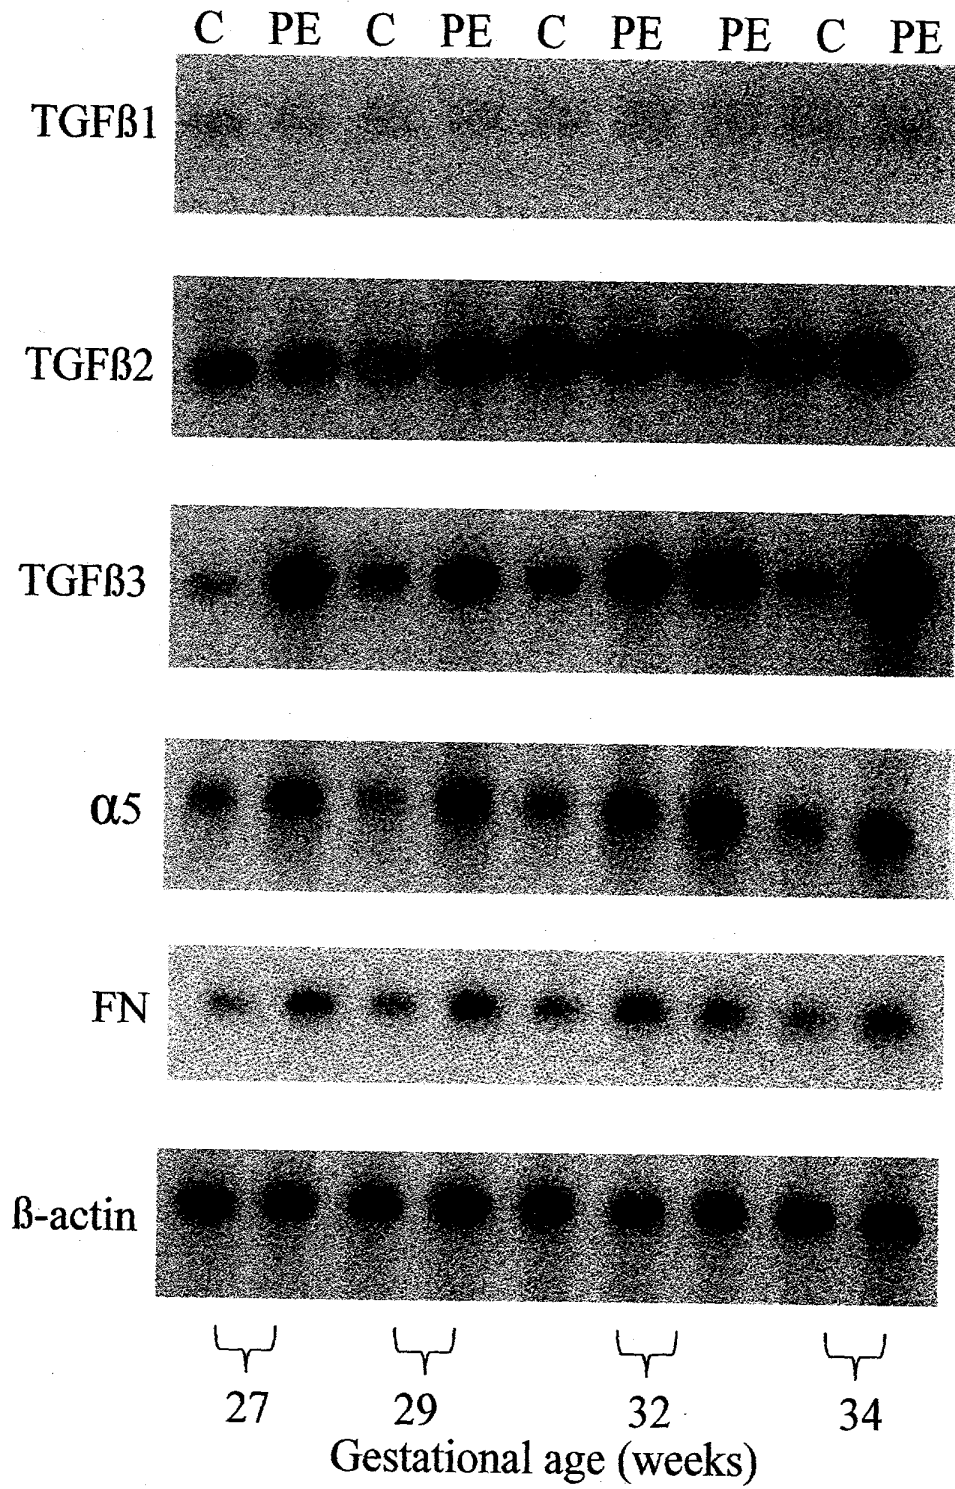 C PE C PE C PE PE C PE
TGFß1
TGFß2
TGFß3
α5
FN
ß-actin
27 29 32 34
Gestational age (weeks)